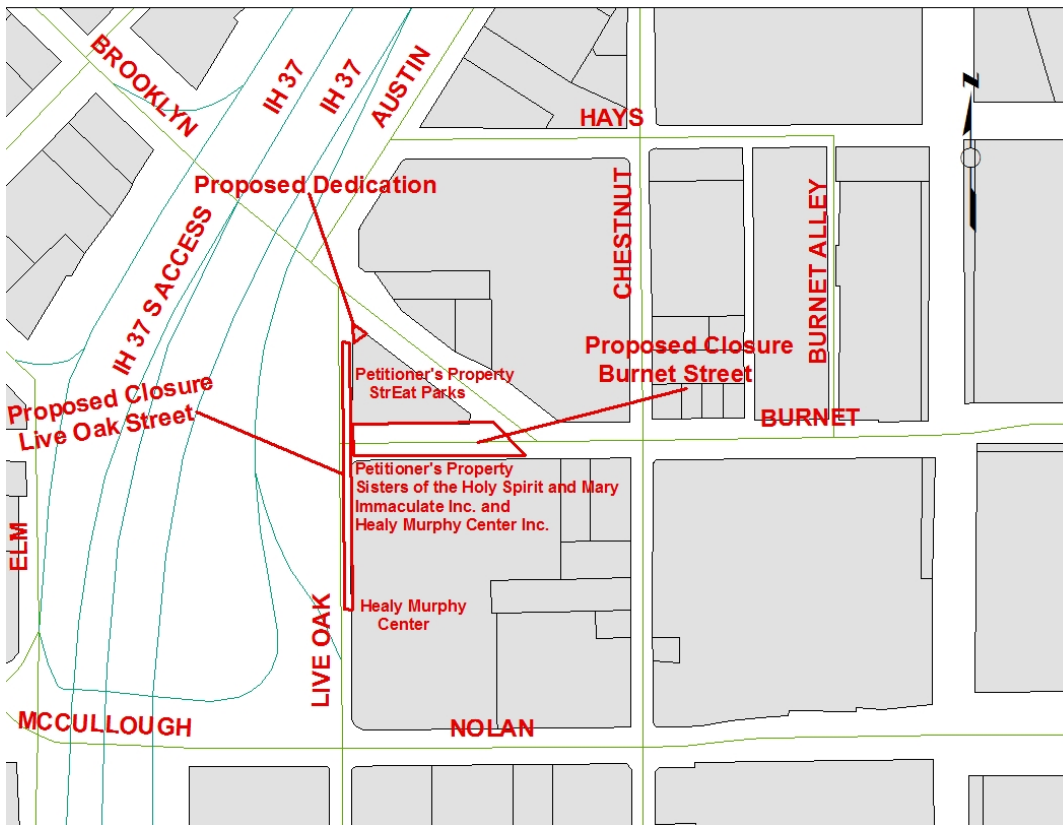 BROOKLYN
IH 37
IH 37
AUSTIN
HAYS
Z
Proposed Dedication
CHESTNUT
BURNET ALLEY
IH 37 S ACCESS
Proposed Closure
Burnet Street
Petitioner's Property
StrEat Parks
Proposed Closure
Live Oak Street
BURNET
Petitioner's Property
Sisters of the Holy Spirit and Mary
Immaculate Inc. and
Healy Murphy Center Inc.
ELM
Healy Murphy
Center
LIVE OAK
MCCULLOUGH
NOLAN